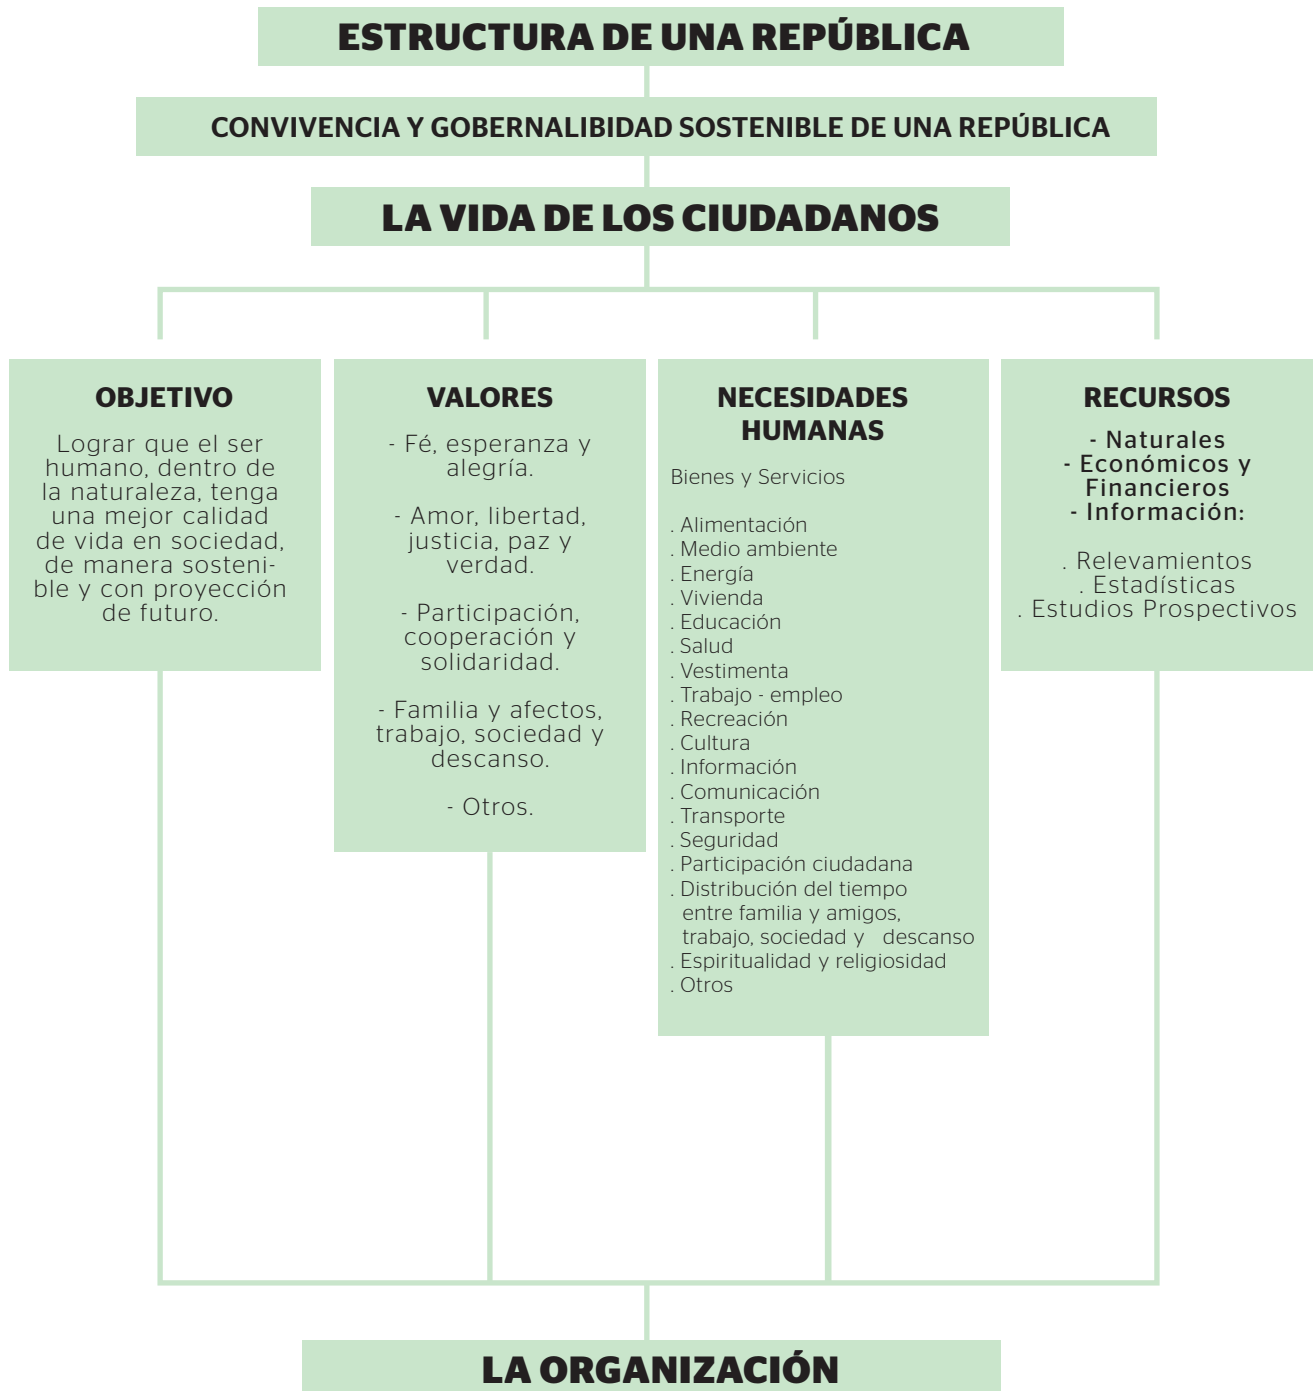 ESTRUCTURA DE UNA REPÚBLICA
CONVIVENCIA Y GOBERNALIBIDAD SOSTENIBLE DE UNA REPÚBLICA
LA VIDA DE LOS CIUDADANOS
OBJETIVO
Lograr que el ser
humano, dentro de
la naturaleza, tenga
una mejor calidad
de vida en sociedad,
de manera sosteni-
ble y con proyección
de futuro.
VALORES
- Fé, esperanza y
alegría.
- Amor, libertad,
justicia, paz y
verdad.
- Participación,
cooperación y
solidaridad.
- Familia y afectos,
trabajo, sociedad y
descanso.
- Otros.
NECESIDADES
HUMANAS
Bienes y Servicios
. Alimentación
. Medio ambiente
. Energía
. Vivienda
. Educación
. Salud
. Vestimenta
. Trabajo - empleo
. Recreación
. Cultura
. Información
. Comunicación
. Transporte
. Seguridad
. Participación ciudadana
. Distribución del tiempo
entre familia y amigos,
trabajo, sociedad y descanso
. Espiritualidad y religiosidad
. Otros
RECURSOS
- Naturales
- Económicos y
Financieros
- Información:
. Relevamientos
. Estadísticas
. Estudios Prospectivos
LA ORGANIZACIÓN